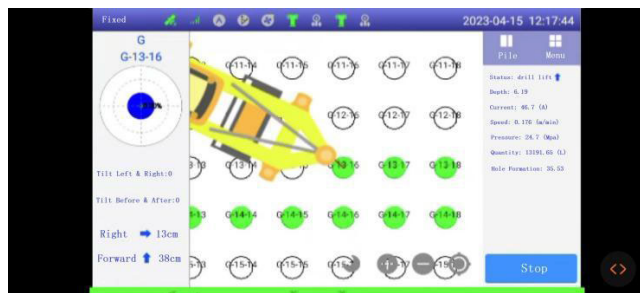 Fixed
2023-04-15 12:17:44
G
G-13-16
Tilt Left & Right:0
Tilt Before & After:0
Right 13cm
Forward 38cm
G-11-14 G-11-15 G-11-16 G-11-17 G-11-18
G-12-16 G-12-17 G-12-18
G-13-14 G-13-16 G-13-17 G-13-18
G-14-14 G-14-15 G-14-16 G-14-17 G-14-18
G-15-14 G-15-15
Pile Menu
Status: drill lift
Depth: 6.19
Current: 46.7 (A)
Speed: 0.176 (m/min)
Pressure: 24.7 (Mpa)
Quantity: 13191.65 (L)
Hole Formation: 35.53
Stop